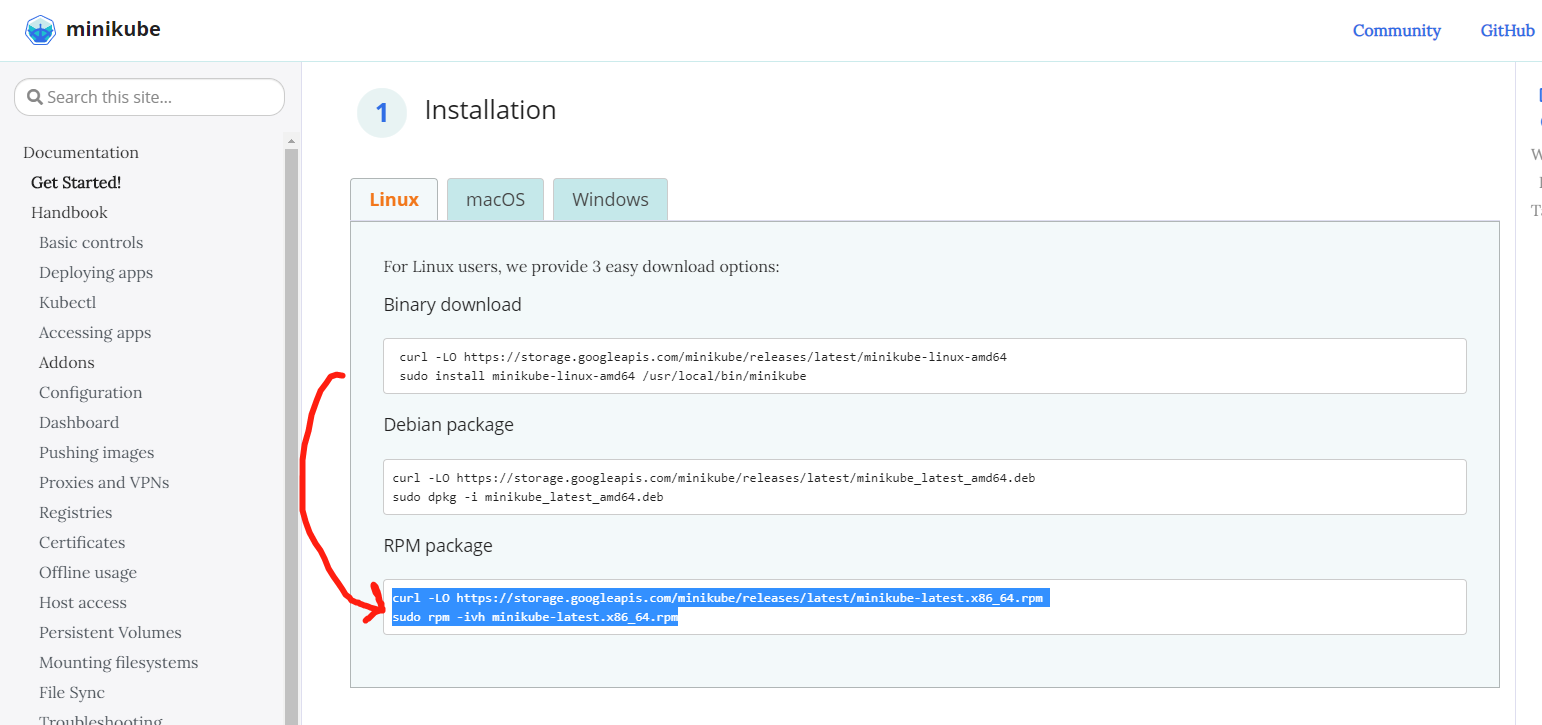 minikube
Community
GitHub
Search this site...
Documentation
Get Started!
Handbook
Basic controls
Deploying apps
Kubectl
Accessing apps
Addons
Configuration
Dashboard
Pushing images
Proxies and VPNs
Registries
Certificates
Offline usage
Host access
Persistent Volumes
Mounting filesystems
File Sync
Troubleshooting
1 Installation
Linux
macOS
Windows
For Linux users, we provide 3 easy download options:
Binary download
curl -LO https://storage.googleapis.com/minikube/releases/latest/minikube-linux-amd64
sudo install minikube-linux-amd64 /usr/local/bin/minikube
Debian package
curl -LO https://storage.googleapis.com/minikube/releases/latest/minikube_latest_amd64.deb
sudo dpkg -i minikube_latest_amd64.deb
RPM package
curl -LO https://storage.googleapis.com/minikube/releases/latest/minikube-latest.x86_64.rpm
sudo rpm -ivh minikube-latest.x86_64.rpm